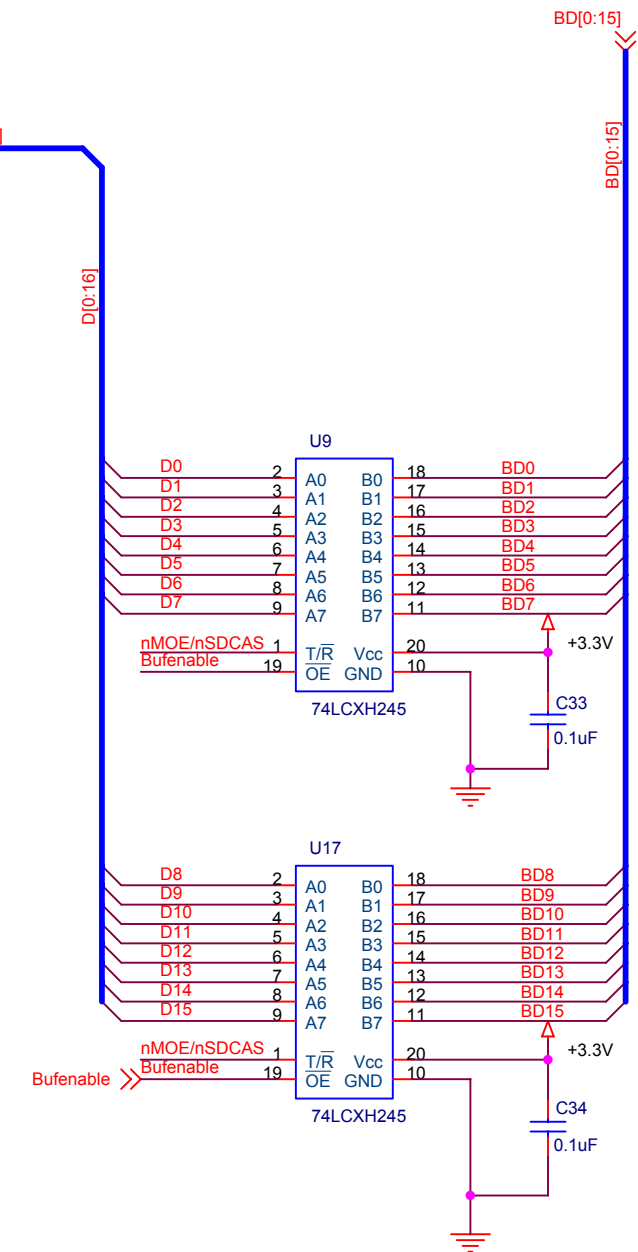 BD[0:15]
BD[0:15]
]
D[0:16]
U9
D0 2 A0 B0 18 BD0
D1 3 A1 B1 17 BD1
D2 4 A2 B2 16 BD2
D3 5 A3 B3 15 BD3
D4 6 A4 B4 14 BD4
D5 7 A5 B5 13 BD5
D6 8 A6 B6 12 BD6
D7 9 A7 B7 11 BD7
nMOE/nSDCAS 1 T/R̅ Vcc 20 +3.3V
Bufenable 19 O̅E̅ GND 10
74LCXH245
C33
0.1uF
U17
D8 2 A0 B0 18 BD8
D9 3 A1 B1 17 BD9
D10 4 A2 B2 16 BD10
D11 5 A3 B3 15 BD11
D12 6 A4 B4 14 BD12
D13 7 A5 B5 13 BD13
D14 8 A6 B6 12 BD14
D15 9 A7 B7 11 BD15
nMOE/nSDCAS 1 T/R̅ Vcc 20 +3.3V
Bufenable Bufenable 19 O̅E̅ GND 10
74LCXH245
C34
0.1uF